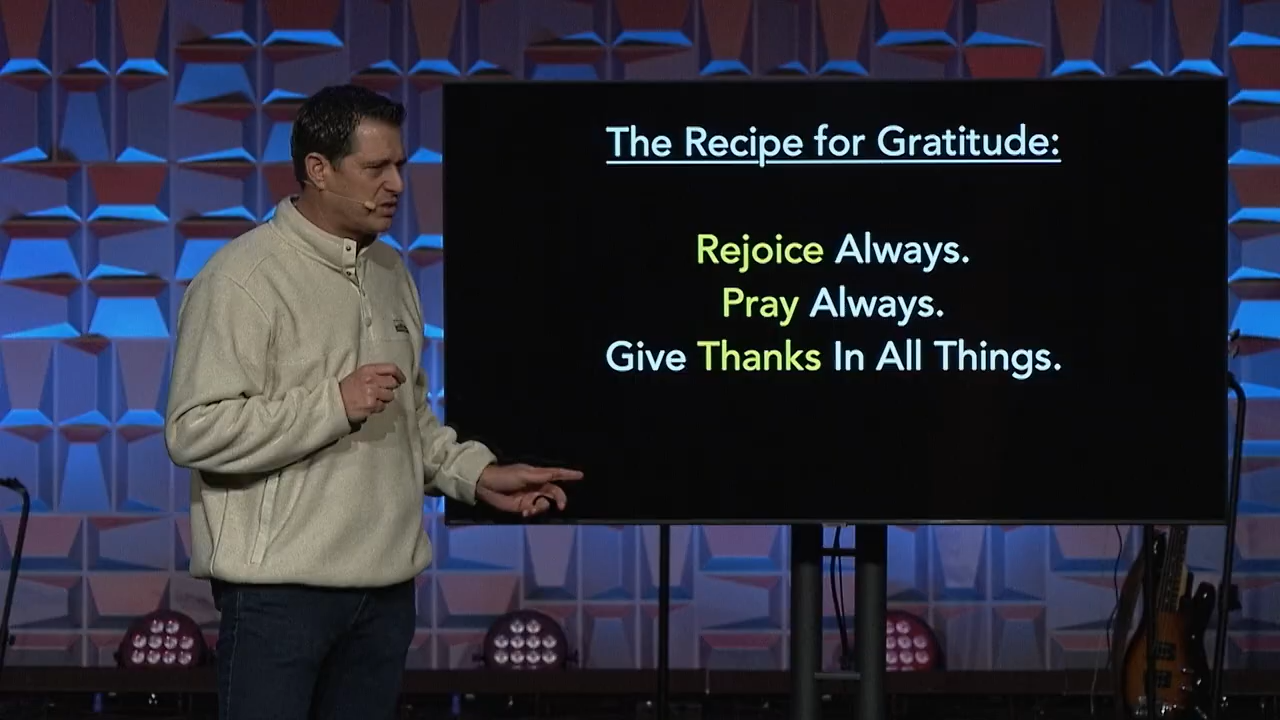 The Recipe for Gratitude:
Rejoice Always.
Pray Always.
Give Thanks In All Things.